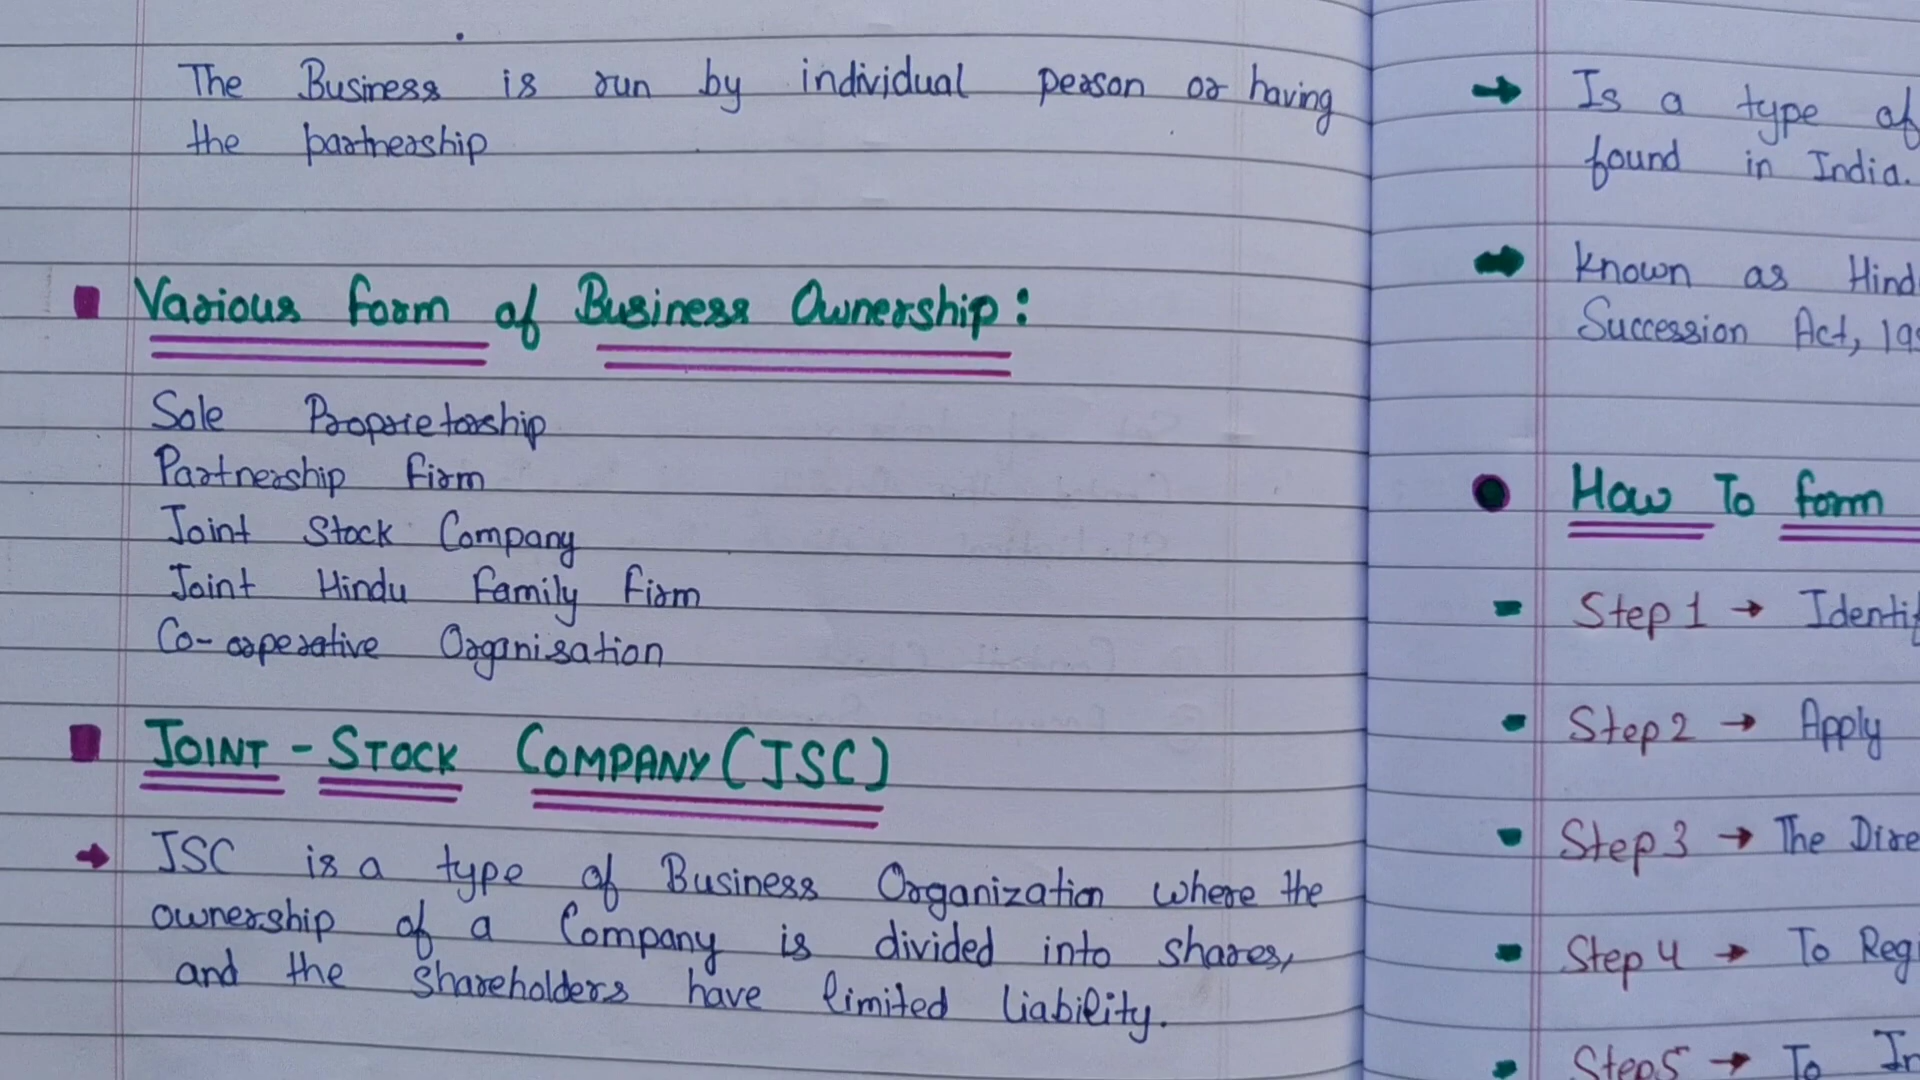 The Business is run by individual person or having
the partnership
Various form of Business Ownership:
Sole Proprietorship
Partnership firm
Joint Stock Company
Joint Hindu family firm
Co-operative Organisation
JOINT-STOCK COMPANY(JSC)
JSC is a type of Business Organization where the
ownership of a Company is divided into shares,
and the shareholders have limited liability.
Is a type of
found in India.
Known as
Succession Act,
How To form
Step 1 →
Step 2 → Apply
Step 3 → The
Step 4 → To
Step 5 → To